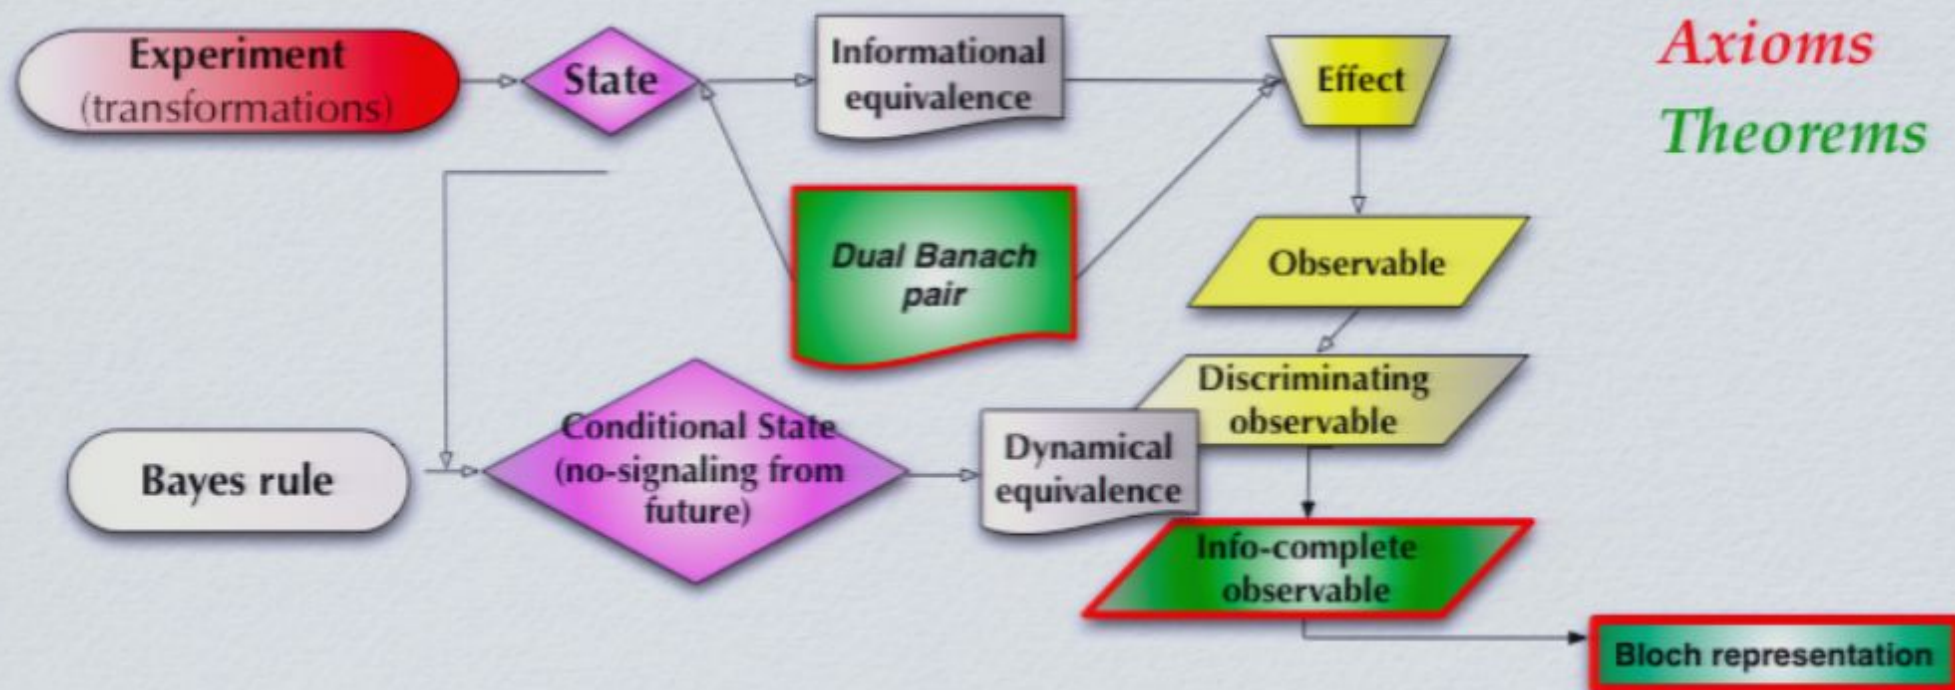 Experiment
(transformations)
State
Informational
equivalence
Effect
Axioms
Theorems
Dual Banach
pair
Observable
Discriminating
observable
Bayes rule
Conditional State
(no-signaling from
future)
Dynamical
equivalence
Info-complete
observable
Bloch representation